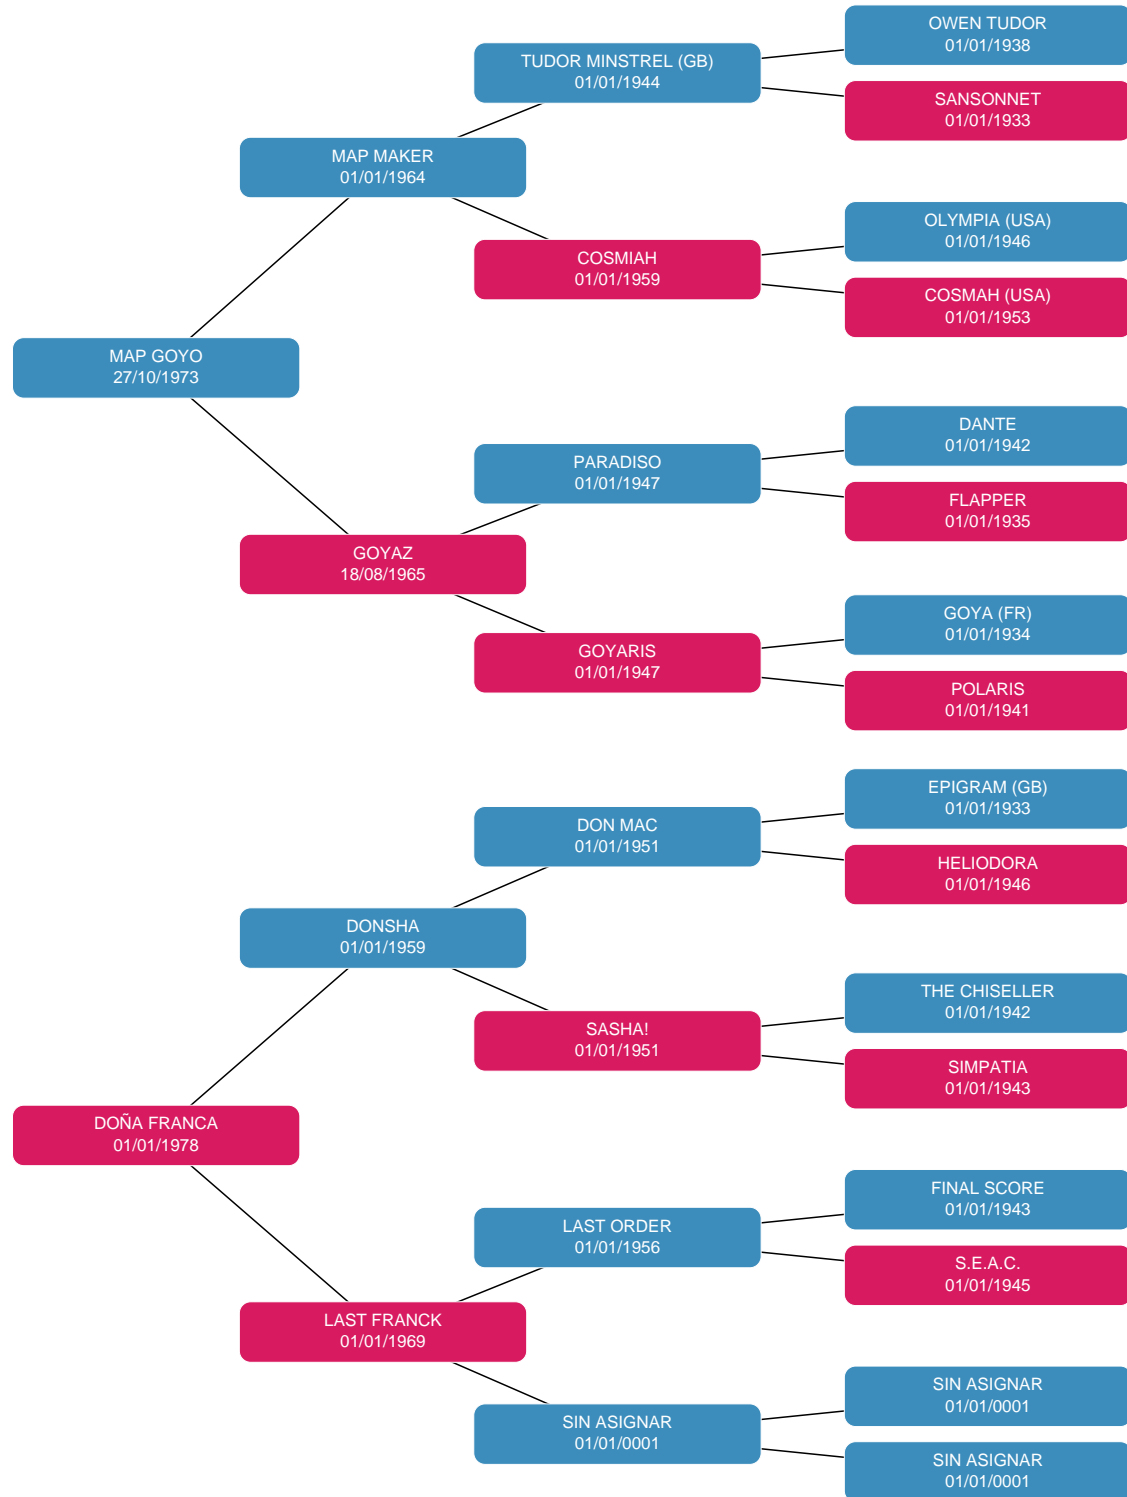 OWEN TUDOR
01/01/1938
TUDOR MINSTREL (GB)
01/01/1944
SANSONNET
01/01/1933
MAP MAKER
01/01/1964
OLYMPIA (USA)
01/01/1946
COSMIAH
01/01/1959
COSMAH (USA)
01/01/1953
MAP GOYO
27/10/1973
DANTE
01/01/1942
PARADISO
01/01/1947
FLAPPER
01/01/1935
GOYAZ
18/08/1965
GOYA (FR)
01/01/1934
GOYARIS
01/01/1947
POLARIS
01/01/1941
EPIGRAM (GB)
01/01/1933
DON MAC
01/01/1951
HELIODORA
01/01/1946
DONSHA
01/01/1959
THE CHISELLER
01/01/1942
SASHA!
01/01/1951
SIMPATIA
01/01/1943
DOÑA FRANCA
01/01/1978
FINAL SCORE
01/01/1943
LAST ORDER
01/01/1956
S.E.A.C.
01/01/1945
LAST FRANCK
01/01/1969
SIN ASIGNAR
01/01/0001
SIN ASIGNAR
01/01/0001
SIN ASIGNAR
01/01/0001